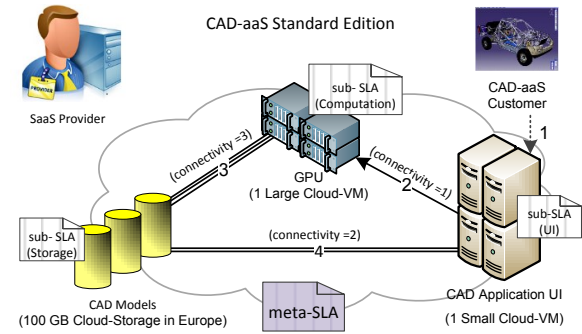 CAD-aaS Standard Edition
PROVIDER
SaaS Provider
CAD-aaS
Customer
1
sub- SLA
(Computation)
(connectivity =3)
3
GPU
(1 Large Cloud-VM)
2
(connectivity =1)
sub- SLA
(Storage)
sub-SLA
(UI)
(connectivity =2)
4
CAD Models
(100 GB Cloud-Storage in Europe)
meta-SLA
CAD Application UI
(1 Small Cloud-VM)